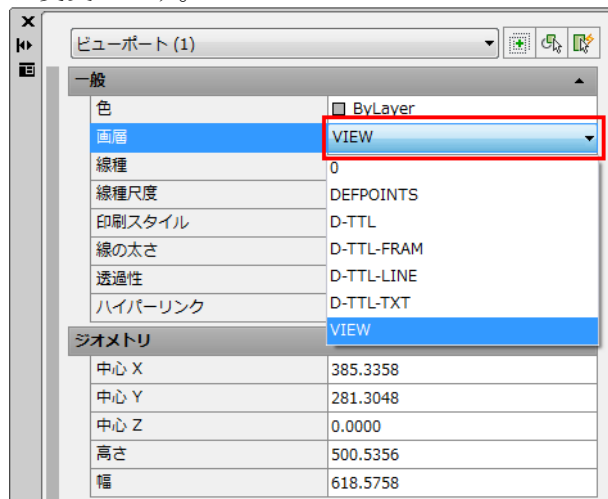 ビューポート (1)
一般
色 ByLayer
画層 VIEW
線種 0
線種尺度 DEFPOINTS
印刷スタイル D-TTL
線の太さ D-TTL-FRAM
透過性 D-TTL-LINE
ハイパーリンク D-TTL-TXT
ジオメトリ VIEW
中心 X 385.3358
中心 Y 281.3048
中心 Z 0.0000
高さ 500.5356
幅 618.5758